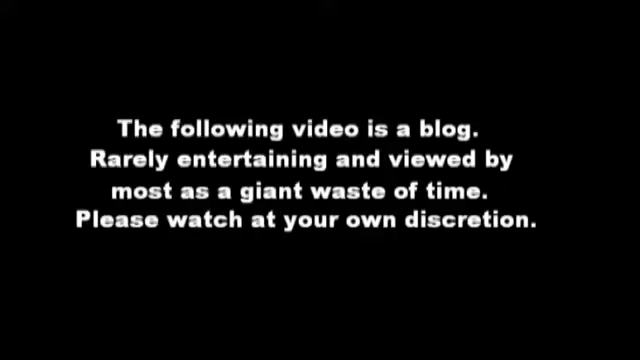 The following video is a blog.
Rarely entertaining and viewed by
most as a giant waste of time.
Please watch at your own discretion.